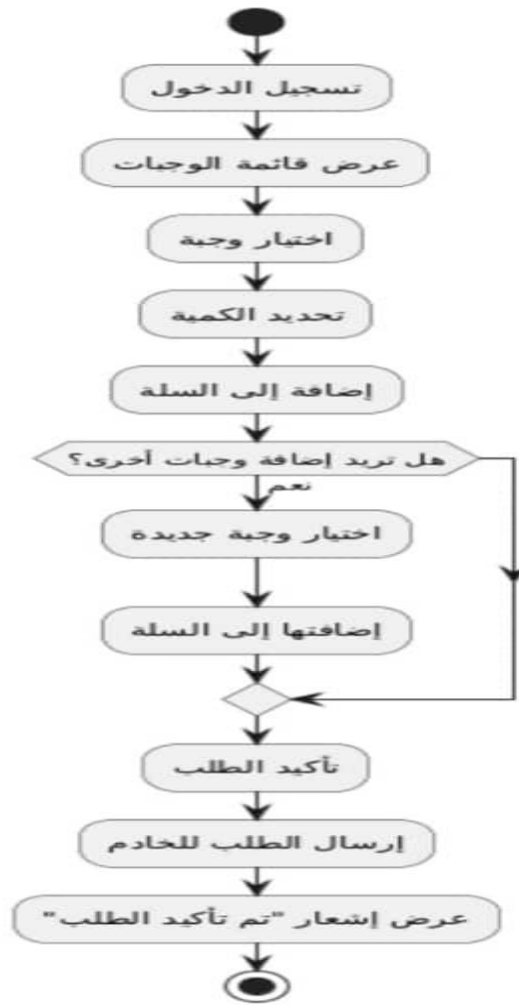 تسجيل الدخول
عرض قائمة الوجبات
اختيار وجبة
تحديد الكمية
إضافة إلى السلة
هل تريد إضافة وجبات أخرى؟
نعم
اختيار وجبة جديدة
إضافتها إلى السلة
تأكيد الطلب
إرسال الطلب للخادم
عرض إشعار "تم تأكيد الطلب"